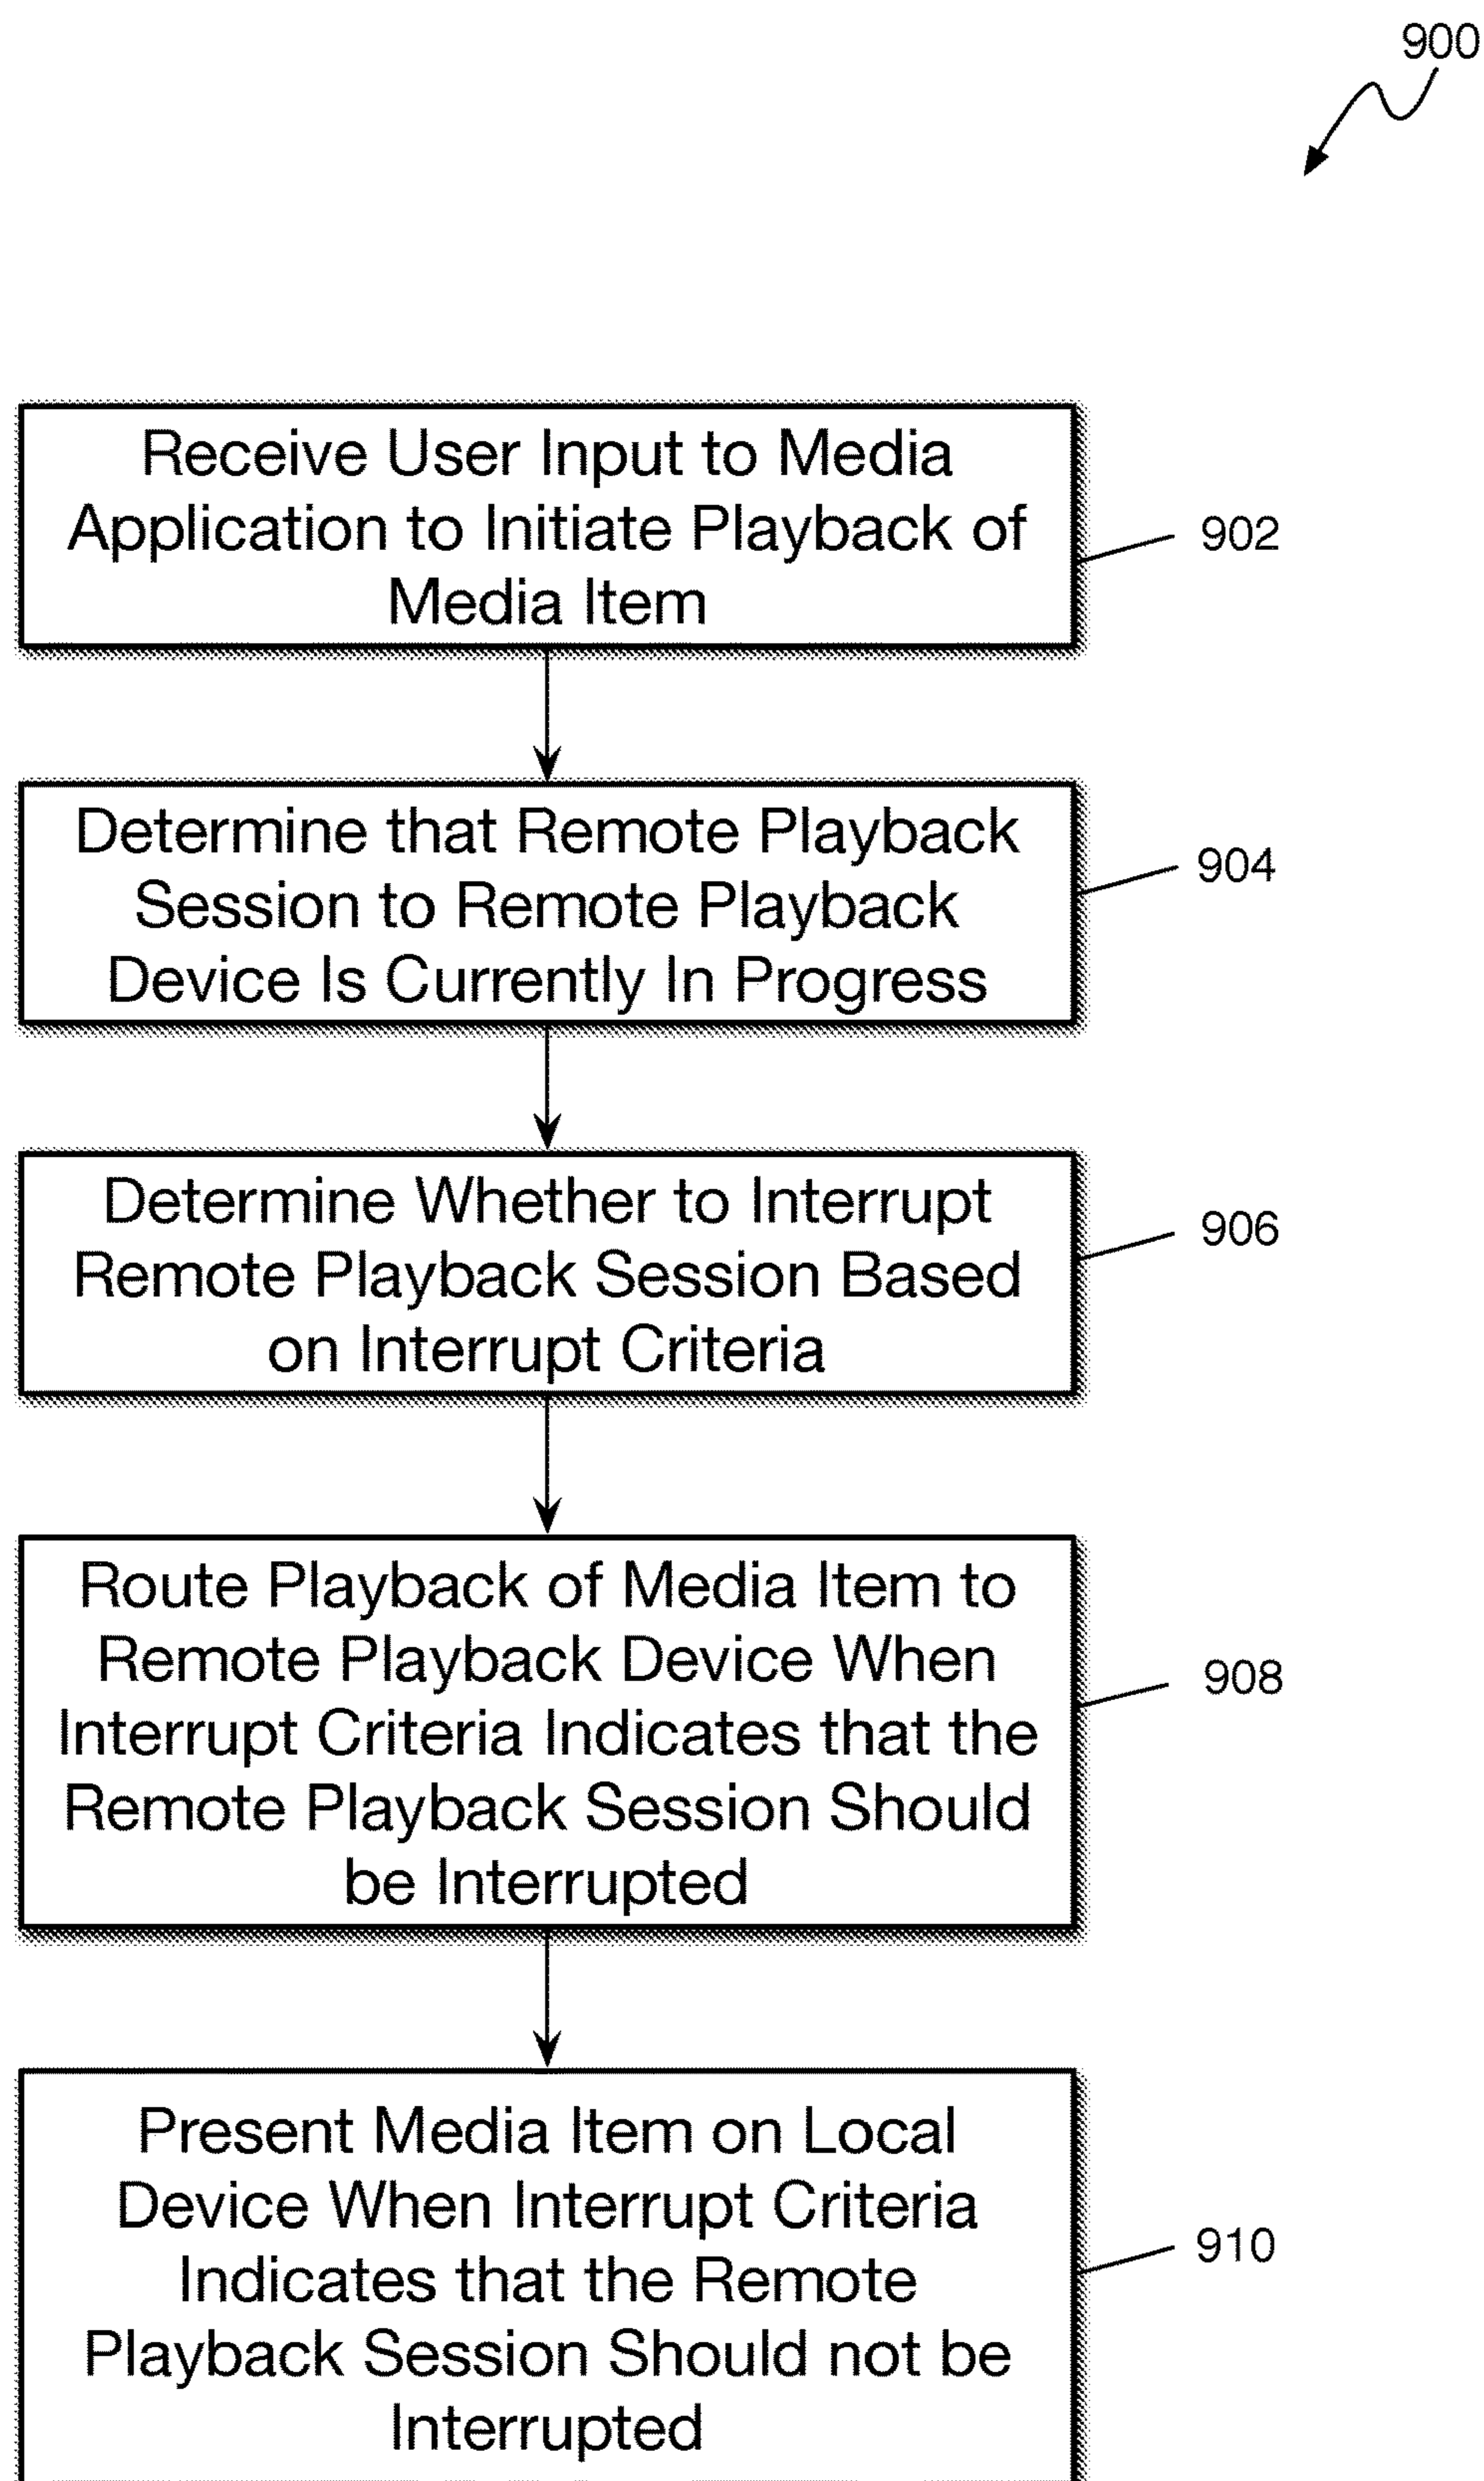 900
Receive User Input to Media
Application to Initiate Playback of
Media Item
902
Determine that Remote Playback
Session to Remote Playback
Device Is Currently In Progress
904
Determine Whether to Interrupt
Remote Playback Session Based
on Interrupt Criteria
906
Route Playback of Media Item to
Remote Playback Device When
Interrupt Criteria Indicates that the
Remote Playback Session Should
be Interrupted
908
Present Media Item on Local
Device When Interrupt Criteria
Indicates that the Remote
Playback Session Should not be
Interrupted
910